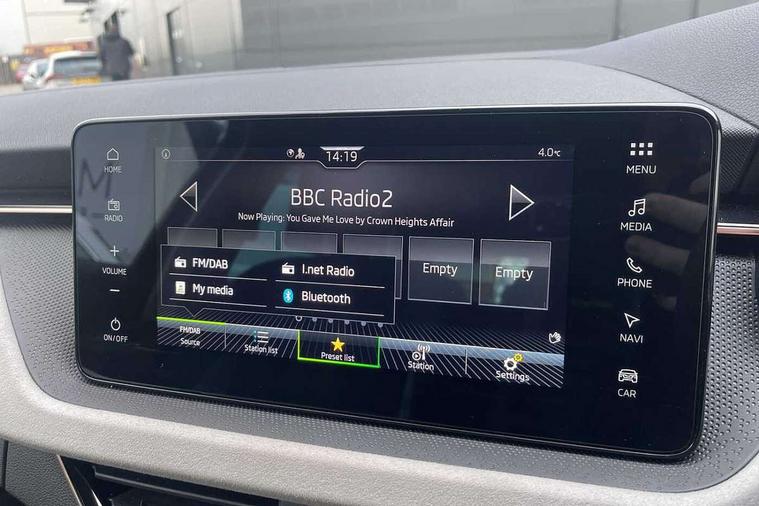 14:19
4.0°C
HOME
RADIO
VOLUME
ON/OFF
BBC Radio2
Now Playing: You Gave Me Love by Crown Heights Affair
FM/DAB
I.net Radio
My media
Bluetooth
Empty
Empty
FM/DAB
Source
Station list
Preset list
Station
Settings
MENU
MEDIA
PHONE
NAVI
CAR